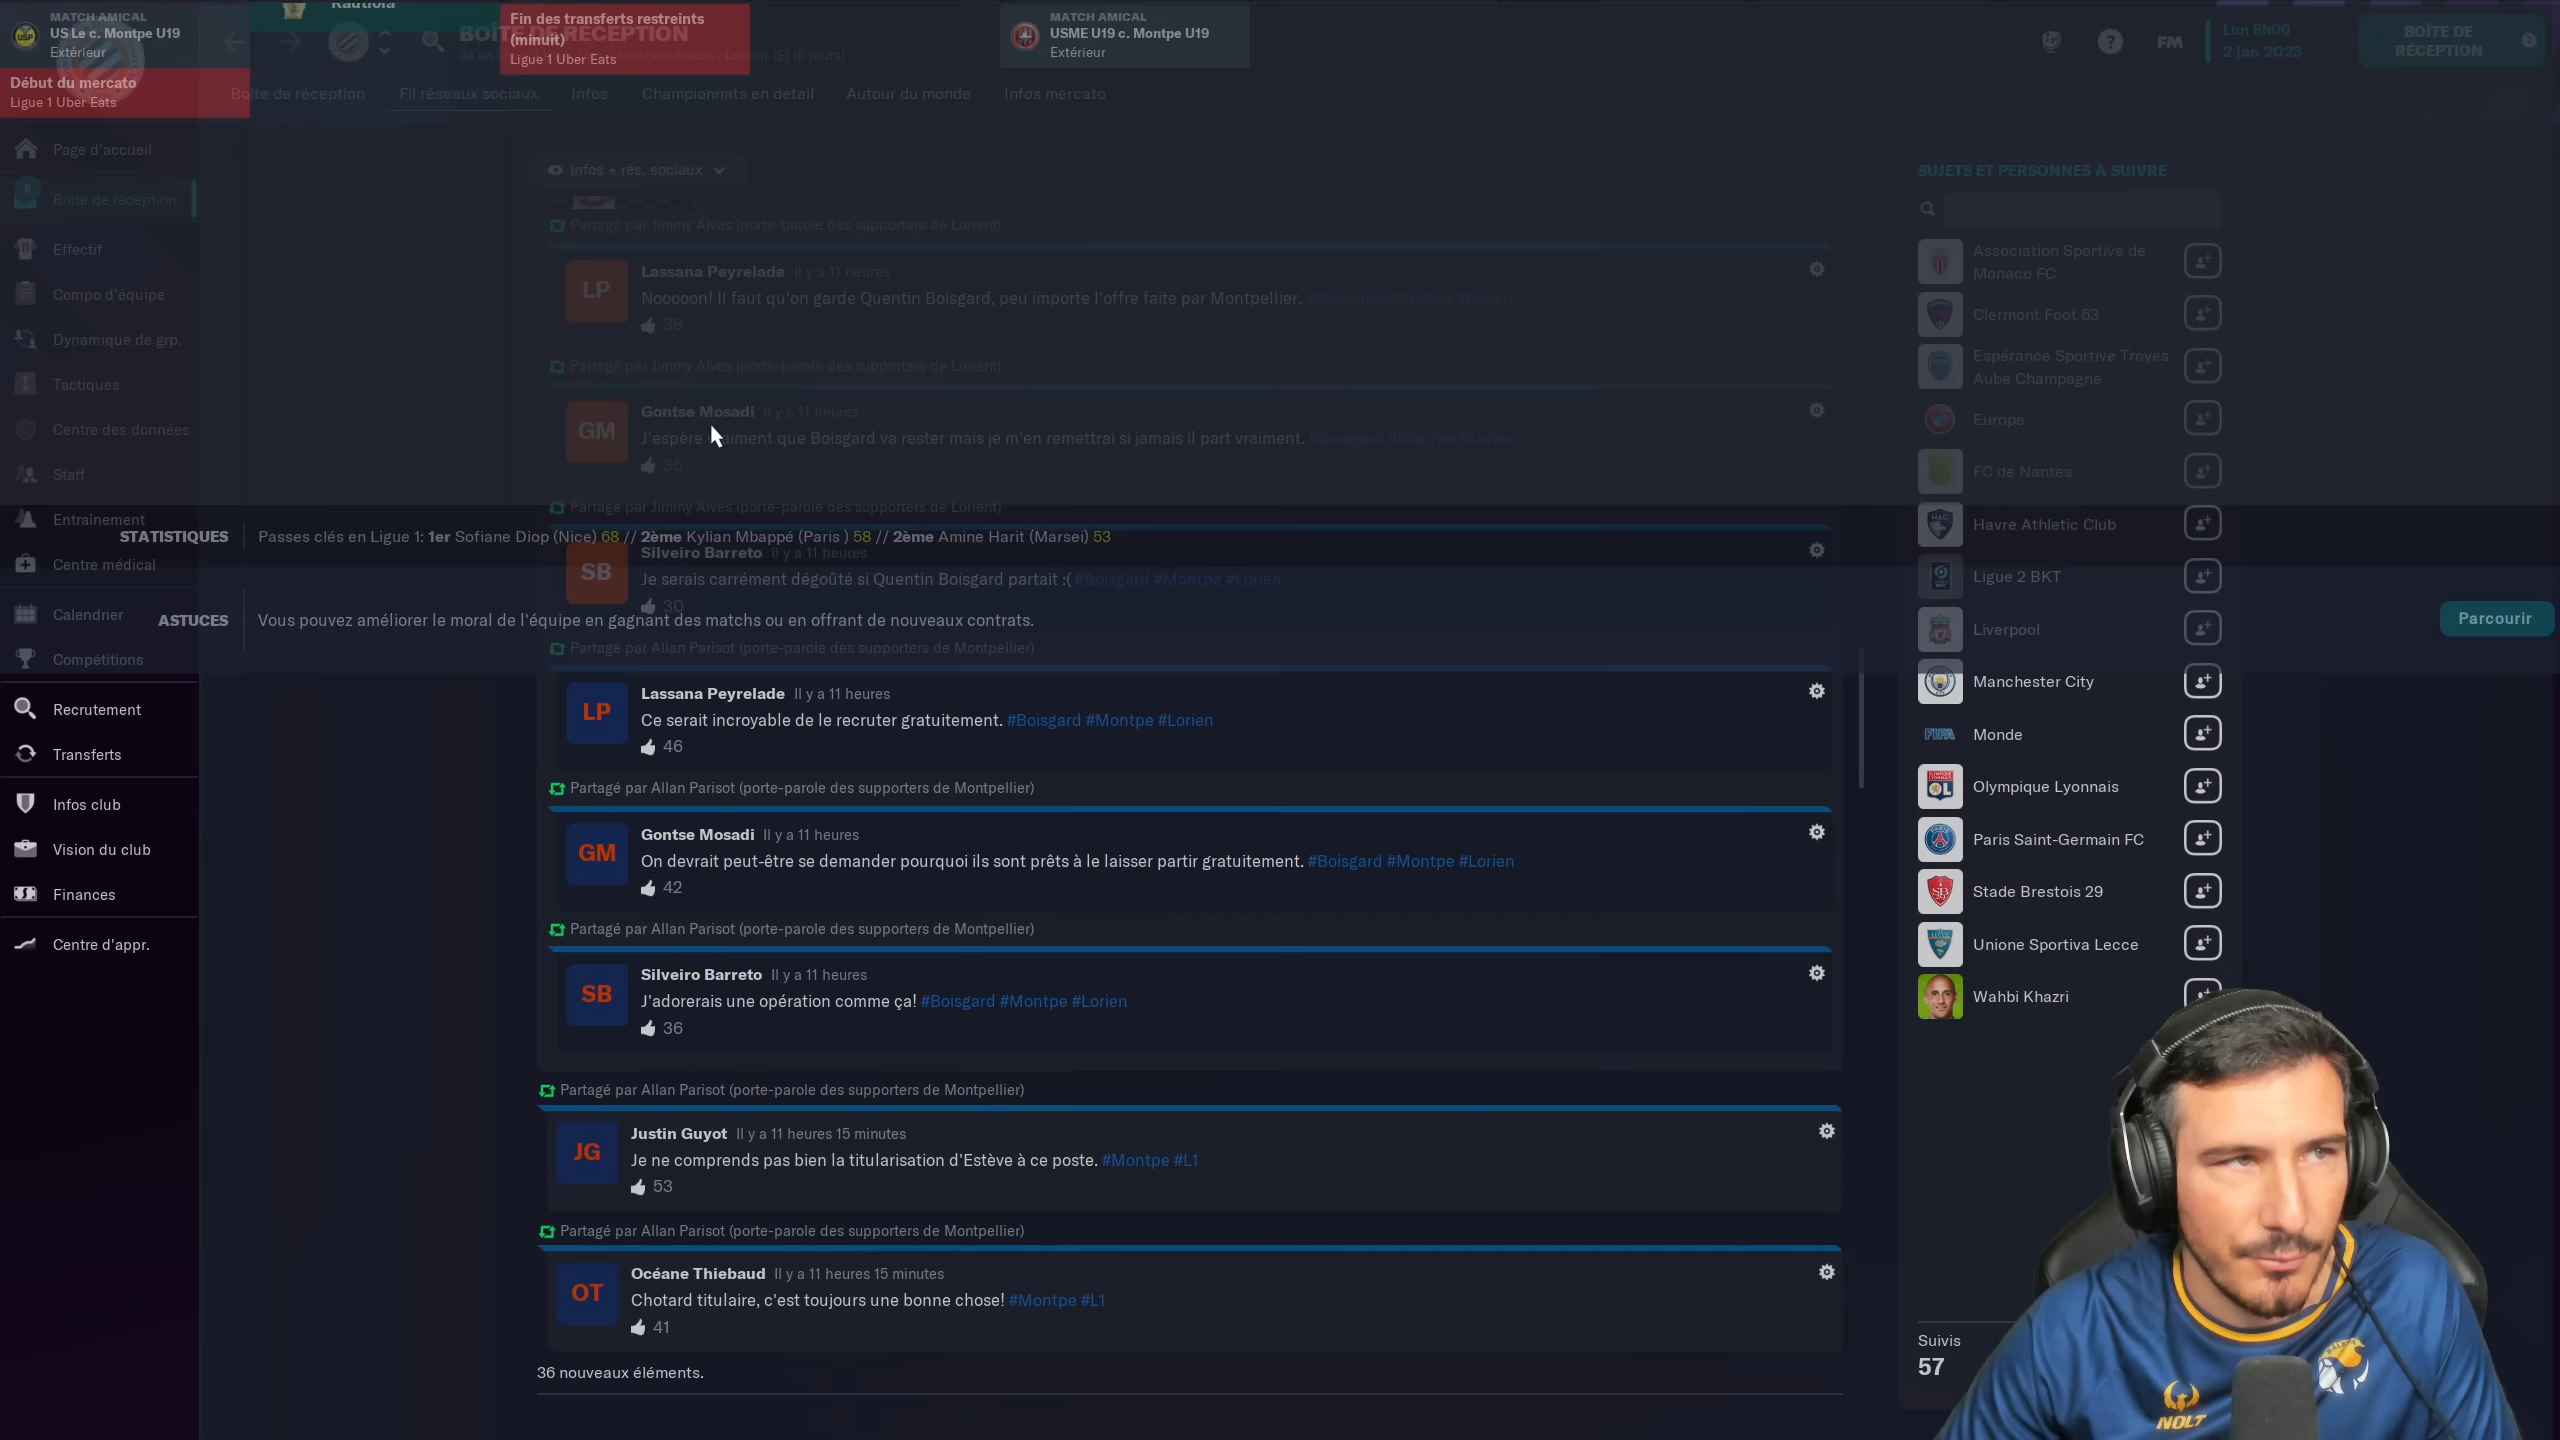 MATCH AMICAL
US Le c. Montpe U19
Extérieur
Début du mercato
Ligue 1 Uber Eats
Rautiola
Fin des transferts restreints
(minuit)
Ligue 1 Uber Eats
BOÎTE DE RÉCEPTION
MATCH AMICAL
USME U19 c. Montpe U19
Extérieur
FM
Lun 8h00
2 jan 2023
BOÎTE DE
RÉCEPTION
Boîte de réception
Fil réseaux sociaux
Infos
Championnats en détail
Autour du monde
Infos mercato
Page d'accueil
Boîte de réception
Effectif
Compo d'équipe
Dynamique de grp.
Tactiques
Centre des données
Staff
Entraînement
Centre médical
Calendrier
Compétitions
Recrutement
Transferts
Infos club
Vision du club
Finances
Centre d'appr.
Infos + rés. sociaux
Partagé par Jimmy Alves (porte-parole des supporters de Lorient)
LP
Lassana Peyrelade Il y a 11 heures
Nooooon! Il faut qu'on garde Quentin Boisgard, peu importe l'offre faite par Montpellier. #Boisgard #Montpe #Lorien
38
Partagé par Jimmy Alves (porte-parole des supporters de Lorient)
GM
Gontse Mosadi Il y a 11 heures
J'espère vraiment que Boisgard va rester mais je m'en remettrai si jamais il part vraiment. #Boisgard #Montpe #Lorien
35
Partagé par Jimmy Alves (porte-parole des supporters de Lorient)
STATISTIQUES
Passes clés en Ligue 1: 1er Sofiane Diop (Nice) 68 // 2ème Kylian Mbappé (Paris ) 58 // 2ème Amine Harit (Marsei) 53
SB
Silveiro Barreto Il y a 11 heures
Je serais carrément dégoûté si Quentin Boisgard partait :( #Boisgard #Montpe #Lorien
30
ASTUCES
Vous pouvez améliorer le moral de l'équipe en gagnant des matchs ou en offrant de nouveaux contrats.
Parcourir
Partagé par Allan Parisot (porte-parole des supporters de Montpellier)
LP
Lassana Peyrelade Il y a 11 heures
Ce serait incroyable de le recruter gratuitement. #Boisgard #Montpe #Lorien
46
Partagé par Allan Parisot (porte-parole des supporters de Montpellier)
GM
Gontse Mosadi Il y a 11 heures
On devrait peut-être se demander pourquoi ils sont prêts à le laisser partir gratuitement. #Boisgard #Montpe #Lorien
42
Partagé par Allan Parisot (porte-parole des supporters de Montpellier)
SB
Silveiro Barreto Il y a 11 heures
J'adorerais une opération comme ça! #Boisgard #Montpe #Lorien
36
Partagé par Allan Parisot (porte-parole des supporters de Montpellier)
JG
Justin Guyot Il y a 11 heures 15 minutes
Je ne comprends pas bien la titularisation d'Estève à ce poste. #Montpe #L1
53
Partagé par Allan Parisot (porte-parole des supporters de Montpellier)
OT
Océane Thiebaud Il y a 11 heures 15 minutes
Chotard titulaire, c'est toujours une bonne chose! #Montpe #L1
41
36 nouveaux éléments.
SUJETS ET PERSONNES À SUIVRE
Association Sportive de
Monaco FC
Clermont Foot 63
Espérance Sportive Troyes
Aube Champagne
Europe
FC de Nantes
HAC
Havre Athletic Club
Ligue 2 BKT
Liverpool
Manchester City
FIFA
Monde
OL
Olympique Lyonnais
Paris Saint-Germain FC
Stade Brestois 29
Unione Sportiva Lecce
Wahbi Khazri
Suivis
57
NOLT